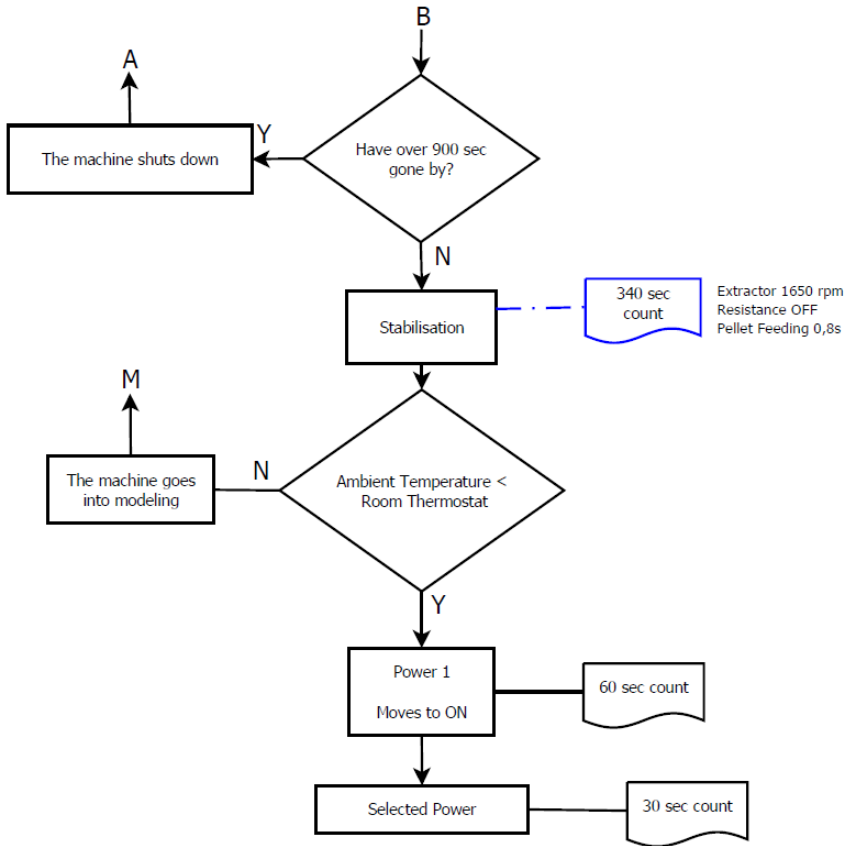 B
A
Y
The machine shuts down
Have over 900 sec
gone by?
N
340 sec
count
Extractor 1650 rpm
Resistance OFF
Pellet Feeding 0,8s
Stabilisation
M
N
The machine goes
into modeling
Ambient Temperature <
Room Thermostat
Y
Power 1
Moves to ON
60 sec count
Selected Power
30 sec count